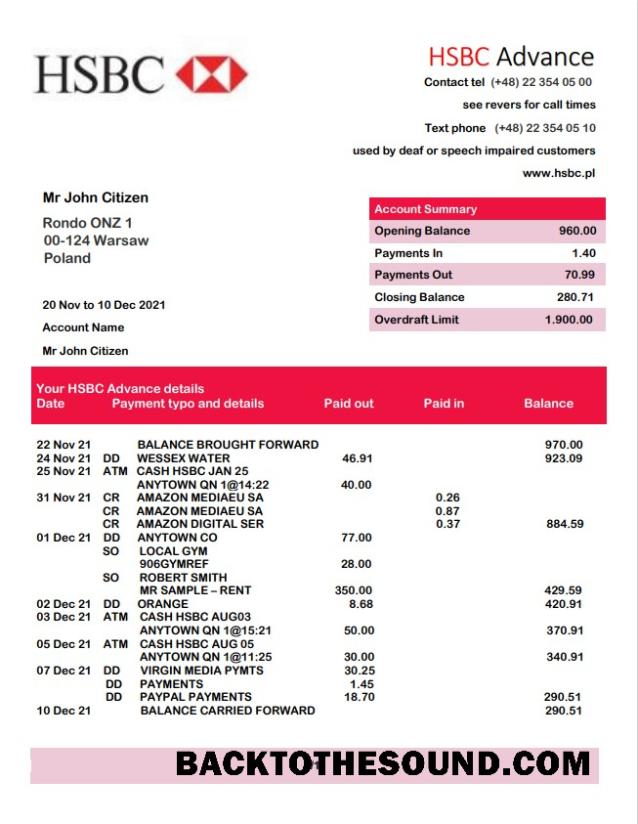 HSBC
HSBC Advance
Contact tel (+48) 22 354 05 00
see revers for call times
Text phone (+48) 22 354 05 10
used by deaf or speech impaired customers
www.hsbc.pl
Mr John Citizen
Rondo ONZ 1
00-124 Warsaw
Poland
20 Nov to 10 Dec 2021
Account Name
Mr John Citizen
Account Summary
Opening Balance 960.00
Payments In 1.40
Payments Out 70.99
Closing Balance 280.71
Overdraft Limit 1.900.00
Your HSBC Advance details
Date Payment typo and details Paid out Paid in Balance
22 Nov 21 BALANCE BROUGHT FORWARD 970.00
24 Nov 21 DD WESSEX WATER 46.91 923.09
25 Nov 21 ATM CASH HSBC JAN 25
ANYTOWN QN 1@14:22 40.00
31 Nov 21 CR AMAZON MEDIAEU SA 0.26
CR AMAZON MEDIAEU SA 0.87
CR AMAZON DIGITAL SER 0.37 884.59
01 Dec 21 DD ANYTOWN CO 77.00
SO LOCAL GYM
906GYMREF 28.00
SO ROBERT SMITH
MR SAMPLE – RENT 350.00 429.59
02 Dec 21 DD ORANGE 8.68 420.91
03 Dec 21 ATM CASH HSBC AUG03
ANYTOWN QN 1@15:21 50.00 370.91
05 Dec 21 ATM CASH HSBC AUG 05
ANYTOWN QN 1@11:25 30.00 340.91
07 Dec 21 DD VIRGIN MEDIA PYMTS 30.25
DD PAYMENTS 1.45
DD PAYPAL PAYMENTS 18.70 290.51
10 Dec 21 BALANCE CARRIED FORWARD 290.51
BACKTOTHESOUND.COM